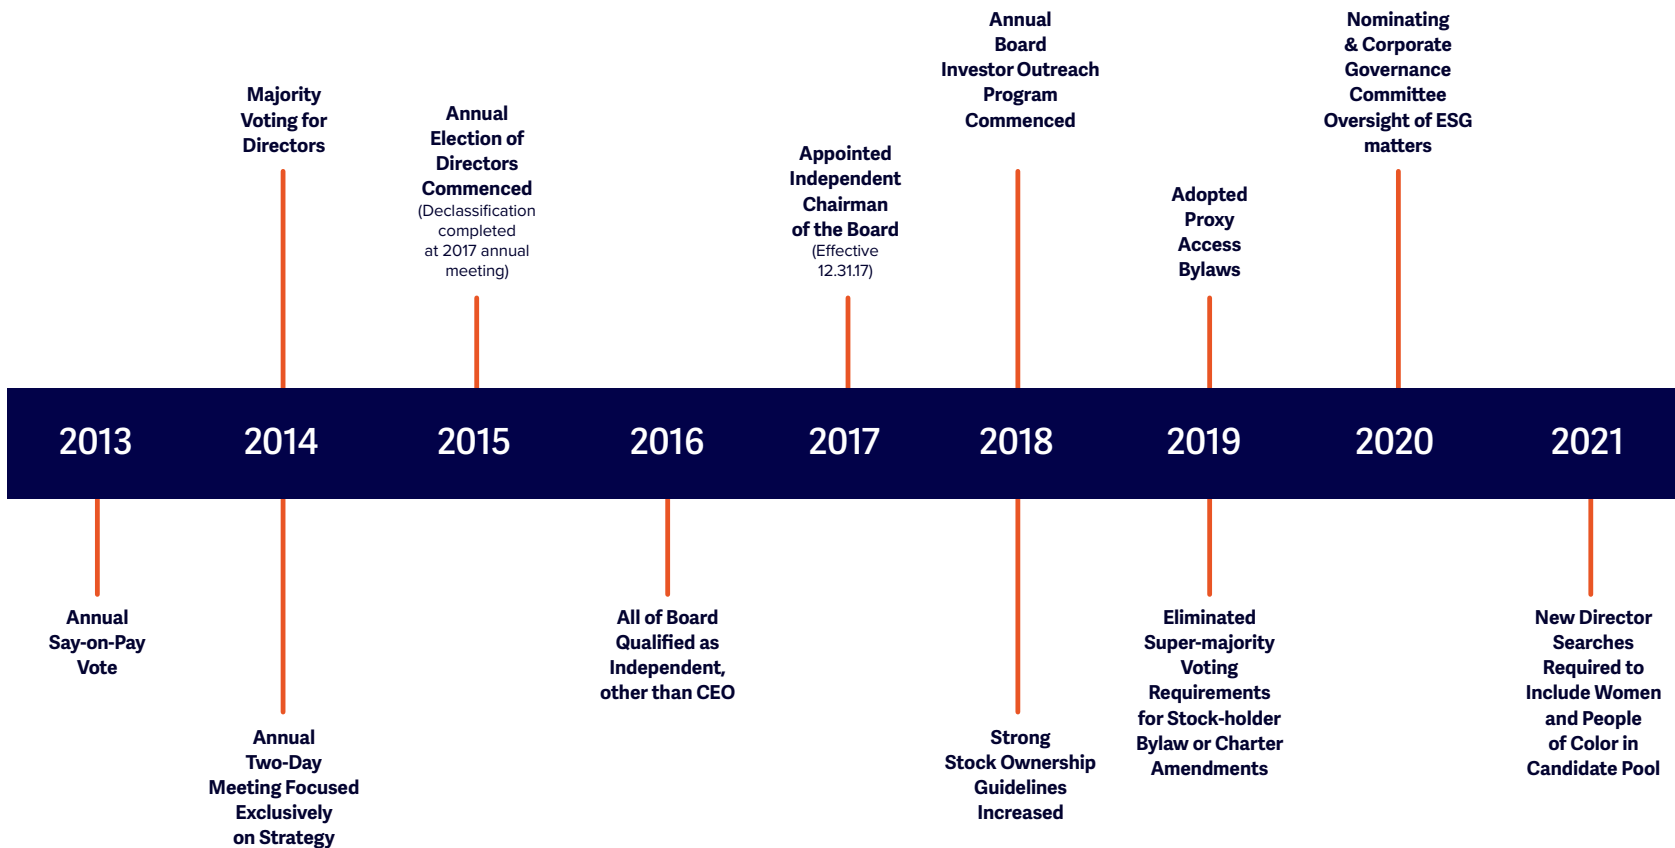 Majority
Voting for
Directors
Annual
Election of
Directors
Commenced
(Declassification
completed
at 2017 annual
meeting)
Appointed
Independent
Chairman
of the Board
(Effective
12.31.17)
Annual
Board
Investor Outreach
Program
Commenced
Adopted
Proxy
Access
Bylaws
Nominating
& Corporate
Governance
Committee
Oversight of ESG
matters
2013 2014 2015 2016 2017 2018 2019 2020 2021
Annual
Say-on-Pay
Vote
Annual
Two-Day
Meeting Focused
Exclusively
on Strategy
All of Board
Qualified as
Independent,
other than CEO
Strong
Stock Ownership
Guidelines
Increased
Eliminated
Super-majority
Voting
Requirements
for Stock-holder
Bylaw or Charter
Amendments
New Director
Searches
Required to
Include Women
and People
of Color in
Candidate Pool